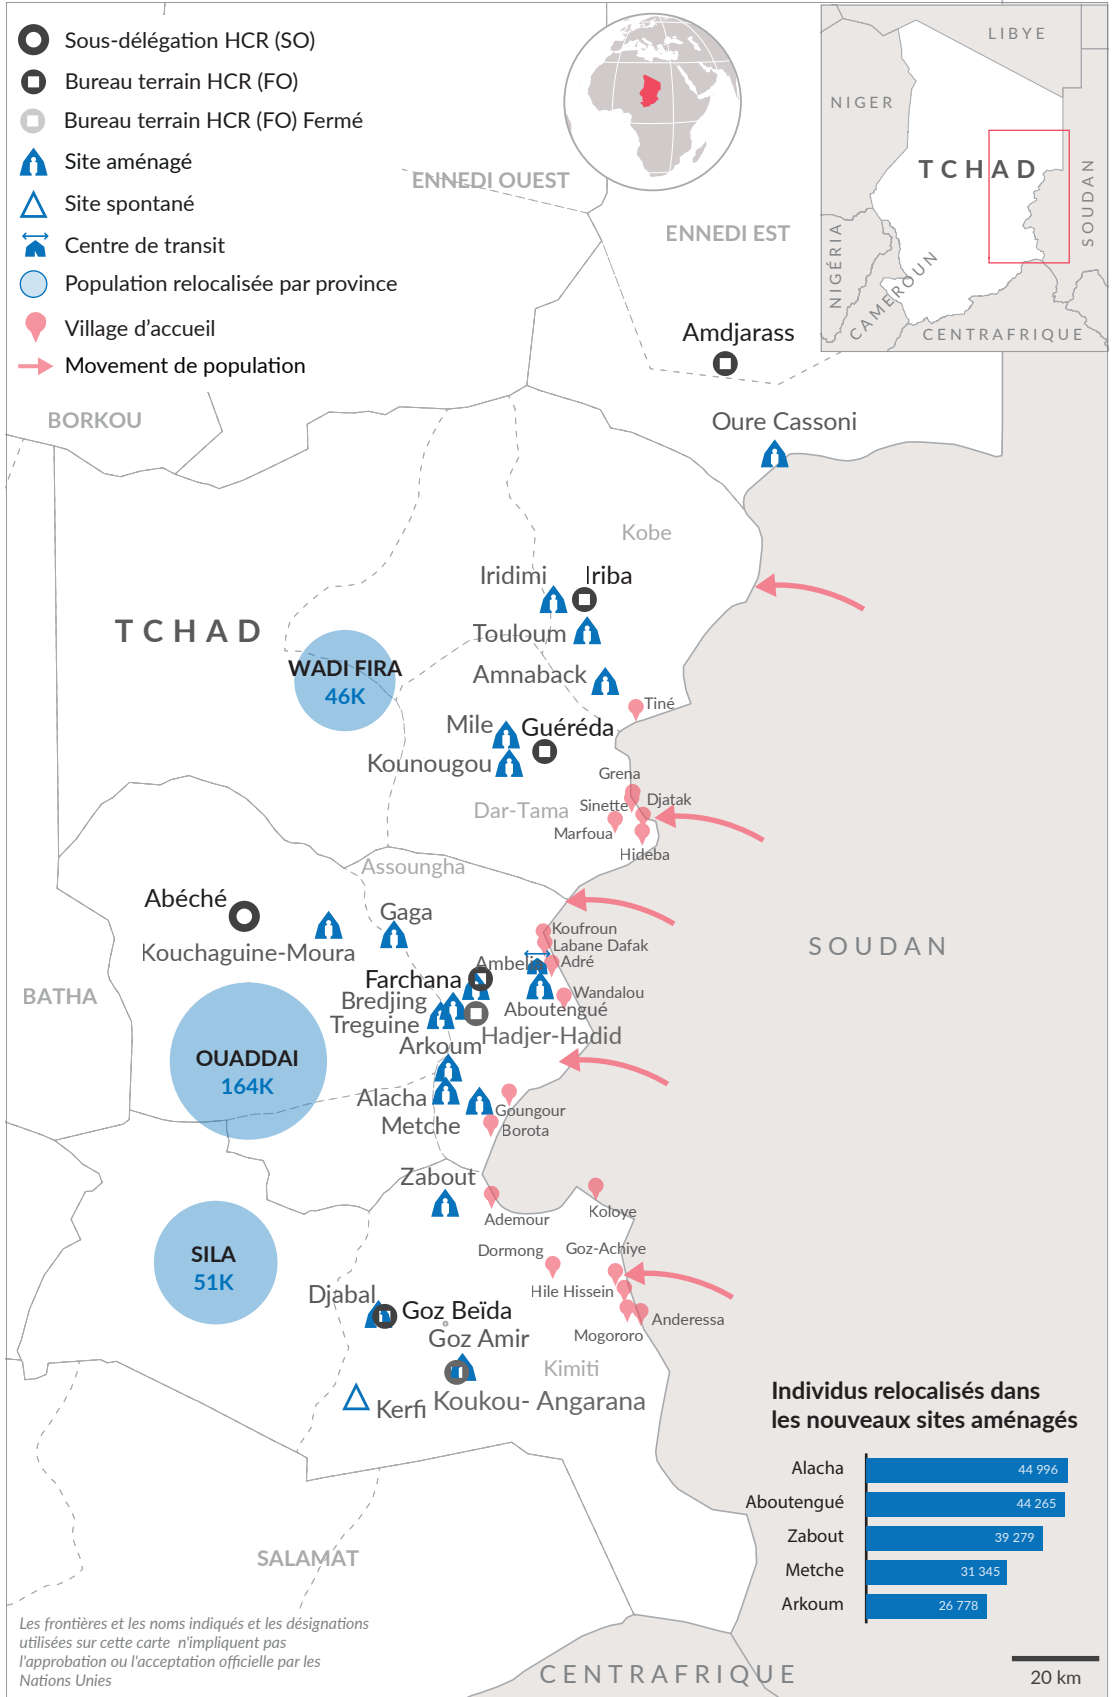 Sous-délégation HCR (SO)
Bureau terrain HCR (FO)
Bureau terrain HCR (FO) Fermé
Site aménagé
Site spontané
Centre de transit
Population relocalisée par province
Village d'accueil
Movement de population
LIBYE
NIGER
TCHAD
SOUDAN
NIGÉRIA
CAMEROUN
CENTRAFRIQUE
ENNEDI OUEST
ENNEDI EST
Amdjarass
BORKOU
Oure Cassoni
Kobe
Iridimi
Iriba
TCHAD
Touloum
WADI FIRA
46K
Amnaback
Tiné
Mile
Guéréda
Kounougou
Grena
Sinette
Djatak
Dar-Tama
Marfoua
Hideba
Assoungha
Abéché
Gaga
Kouchaguine-Moura
Koufroun
Labane Dafak
SOUDAN
Ambelia
Adré
Farchana
BATHA
Bredjing
Wandalou
Treguine
Aboutengué
Hadjer-Hadid
Arkoum
OUADDAI
164K
Alacha
Goungour
Metche
Borota
Zabout
Ademour
Koloye
SILA
51K
Dormong
Goz-Achiye
Djabal
Hile Hissein
Goz Beïda
Anderessa
Goz Amir
Mogororo
Kimiti
Kerfi
Koukou- Angarana
Individus relocalisés dans
les nouveaux sites aménagés
Alacha 44 996
Aboutengué 44 265
Zabout 39 279
Metche 31 345
Arkoum 26 778
SALAMAT
Les frontières et les noms indiqués et les désignations
utilisées sur cette carte n'impliquent pas
l'approbation ou l'acceptation officielle par les
Nations Unies
CENTRAFRIQUE
20 km